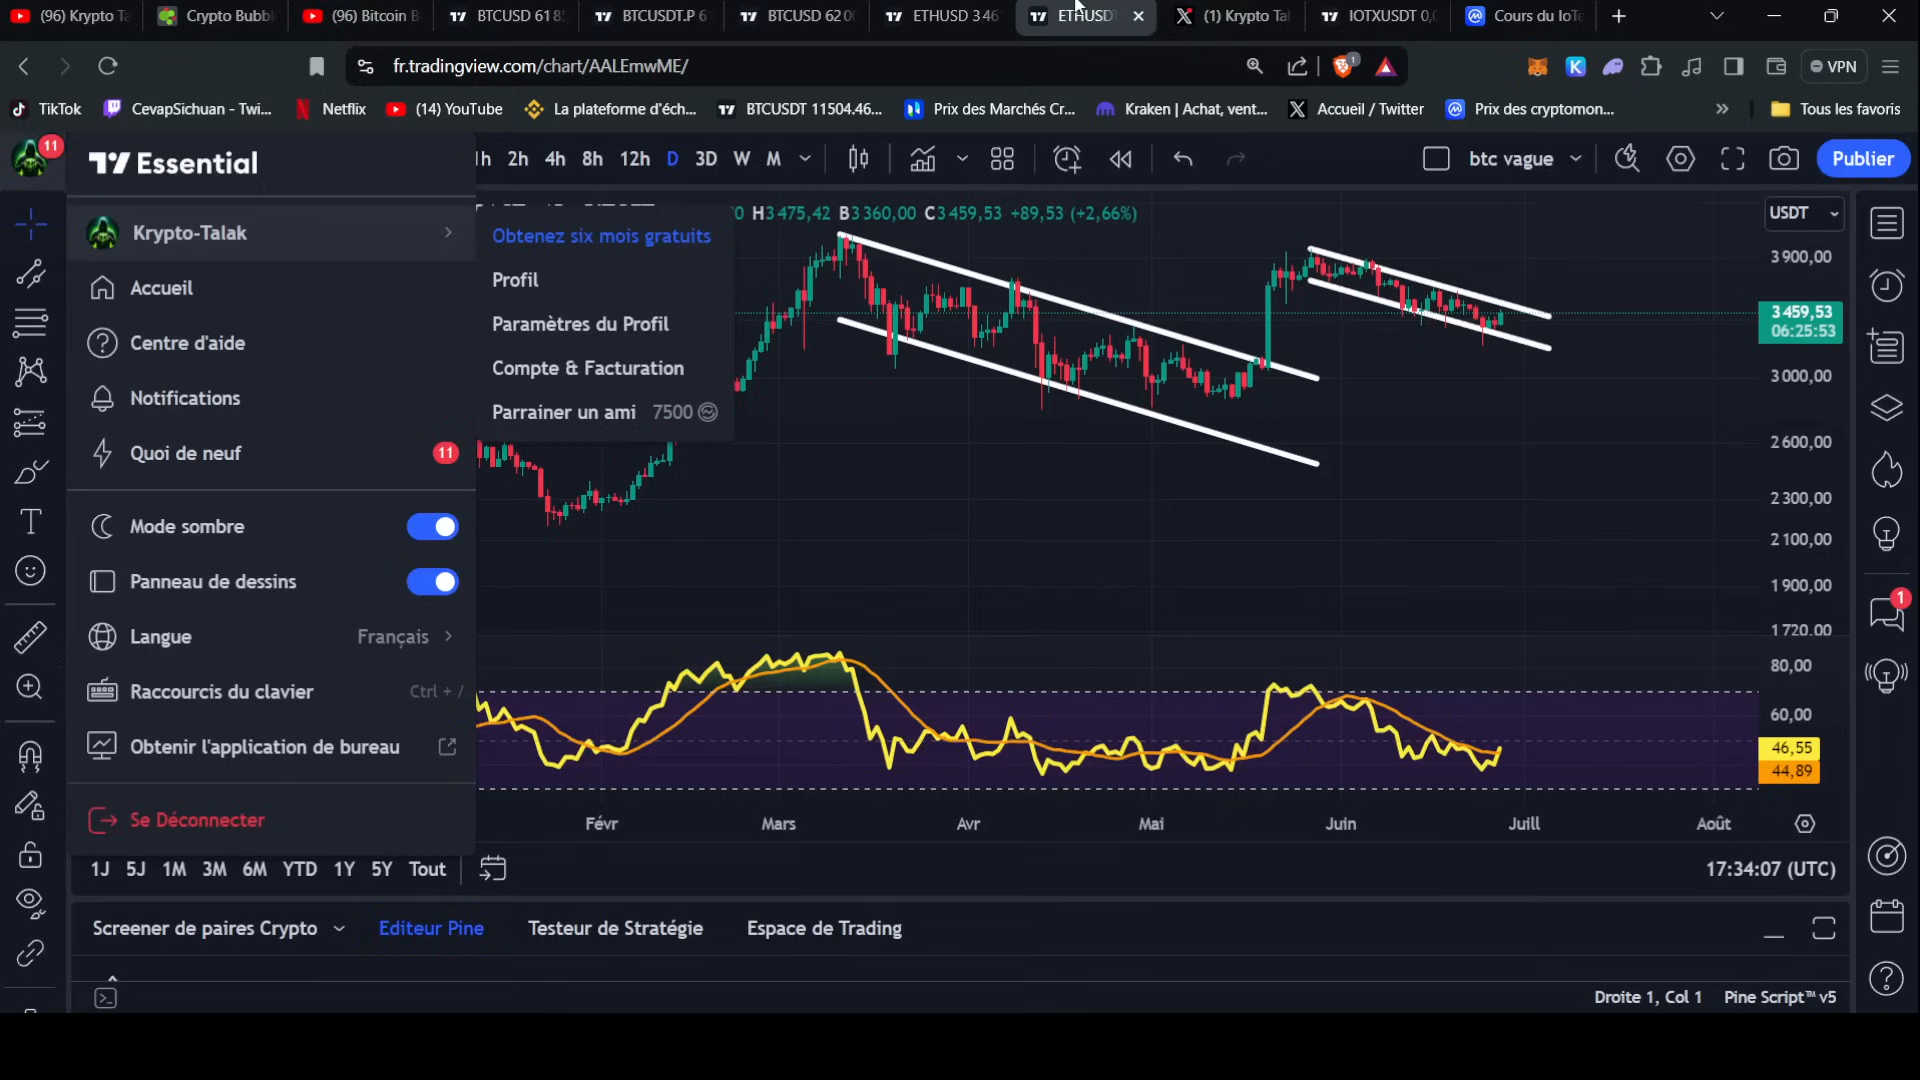 (96) Krypto
Crypto Bubb
(96) Bitcoin B
BTCUSD 61 8
BTCUSDT.P 6
BTCUSD 62 0
ETHUSD 3 46
ETHUSDT
(1) Krypto Ta
IOTXUSDT 0,0
Cours du IoTe
fr.tradingview.com/chart/AALEmwME/
1
VPN
TikTok
CevapSichuan - Twi...
Netflix
(14) YouTube
La plateforme d'éch...
BTCUSDT 11504.46...
Prix des Marchés Cr...
Kraken | Achat, vent...
Accueil / Twitter
Prix des cryptomon...
Tous les favoris
11
Essential
h 2h 4h 8h 12h D 3D W M
btc vague
Publier
Krypto-Talak
0 H3 475,42 B3 360,00 C3 459,53 +89,53 (+2,66%)
USDT
Obtenez six mois gratuits
Profil
Paramètres du Profil
Compte & Facturation
Parrainer un ami 7500
Accueil
Centre d'aide
Notifications
Quoi de neuf 11
Mode sombre
Panneau de dessins
Langue Français
Raccourcis du clavier Ctrl + /
Obtenir l'application de bureau
Se Déconnecter
3 900,00
3 459,53
06:25:53
3 000,00
2 600,00
2 300,00
2 100,00
1 900,00
1 720,00
80,00
60,00
46,55
44,89
1
Févr Mars Avr Mai Juin Juill Août
1J 5J 1M 3M 6M YTD 1Y 5Y Tout
17:34:07 (UTC)
Screener de paires Crypto
Editeur Pine
Testeur de Stratégie
Espace de Trading
Droite 1, Col 1 Pine Script™ v5